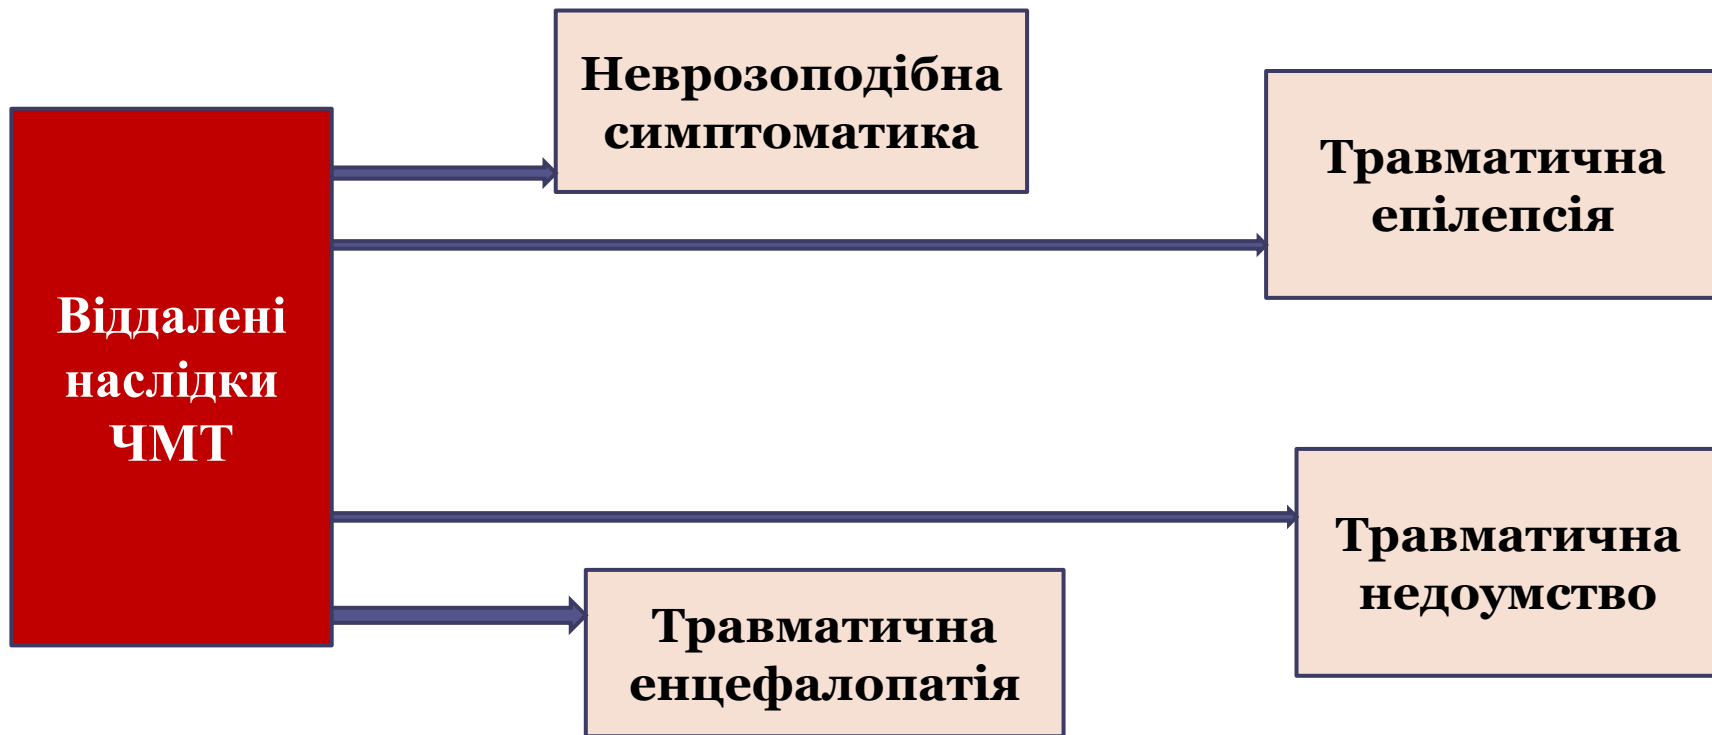 Віддалені
наслідки
ЧМТ
Неврозоподібна
симптоматика
Травматична
епілепсія
Травматична
недоумство
Травматична
енцефалопатія